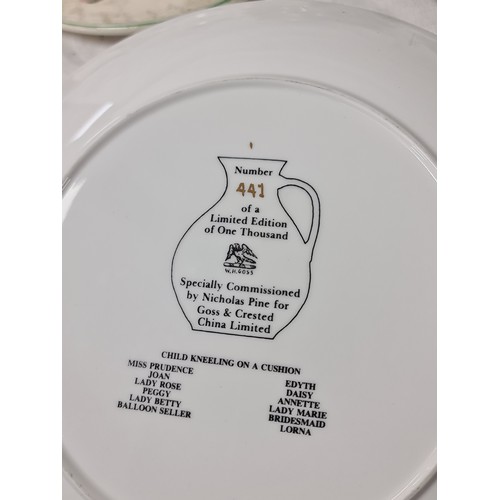 Number
441
of a
Limited Edition
of One Thousand
W.H.GOSS
Specially Commissioned
by Nicholas Pine for
Goss & Crested
China Limited
CHILD KNEELING ON A CUSHION
MISS PRUDENCE
JOAN
LADY ROSE
PEGGY
LADY BETTY
BALLOON SELLER
EDYTH
DAISY
ANNETTE
LADY MARIE
BRIDESMAID
LORNA